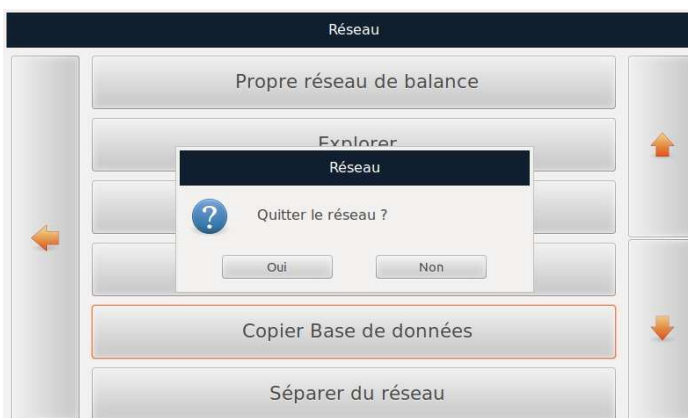 Réseau
Propre réseau de balance
Explorer
Réseau
Quitter le réseau ?
Oui
Non
Copier Base de données
Séparer du réseau